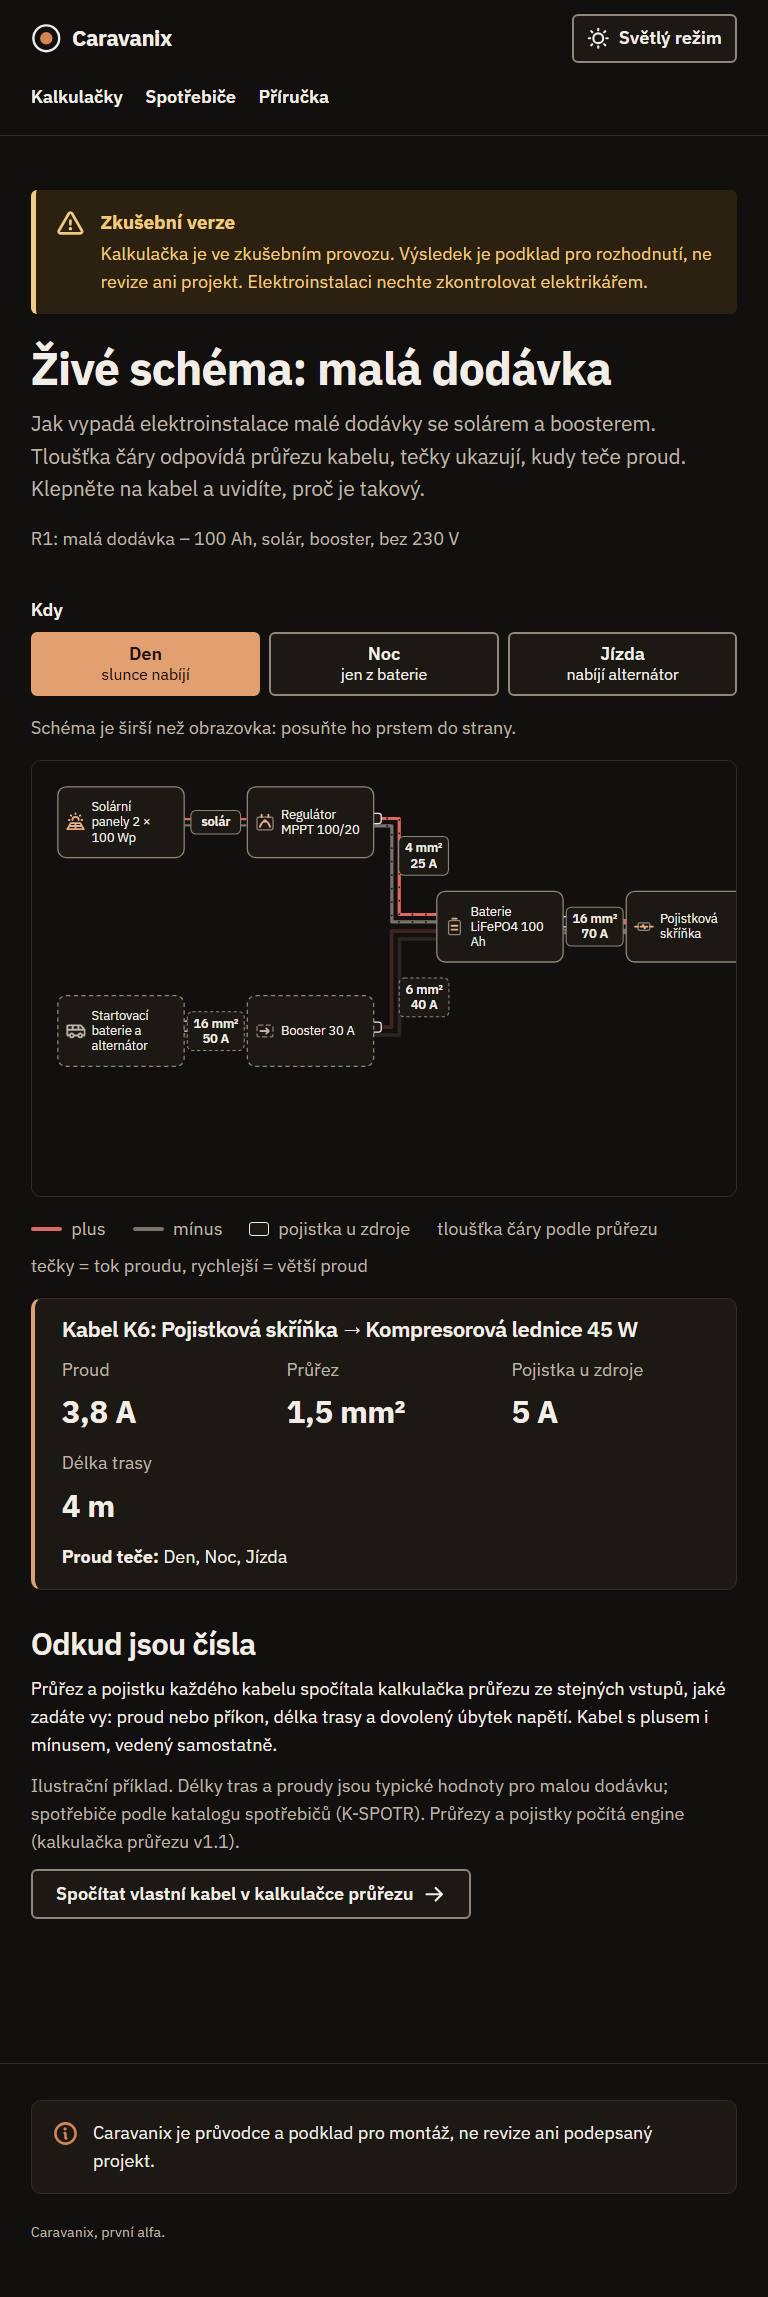 Caravanix
Světlý režim
Kalkulačky Spotřebiče Příručka
Zkušební verze
Kalkulačka je ve zkušebním provozu. Výsledek je podklad pro rozhodnutí, ne
revize ani projekt. Elektroinstalaci nechte zkontrolovat elektrikářem.
Živé schéma: malá dodávka
Jak vypadá elektroinstalace malé dodávky se solárem a boosterem.
Tloušťka čáry odpovídá průřezu kabelu, tečky ukazují, kudy teče proud.
Klepněte na kabel a uvidíte, proč je takový.
R1: malá dodávka – 100 Ah, solár, booster, bez 230 V
Kdy
Den
slunce nabíjí
Noc
jen z baterie
Jízda
nabíjí alternátor
Schéma je širší než obrazovka: posuňte ho prstem do strany.
Solární
panely 2 ×
100 Wp
solár
Regulátor
MPPT 100/20
4 mm²
25 A
Baterie
LiFePO4 100
Ah
16 mm²
70 A
Pojistková
skříňka
6 mm²
40 A
Startovací
baterie a
alternátor
16 mm²
50 A
Booster 30 A
plus mínus pojistka u zdroje tloušťka čáry podle průřezu
tečky = tok proudu, rychlejší = větší proud
Kabel K6: Pojistková skříňka → Kompresorová lednice 45 W
Proud
3,8 A
Průřez
1,5 mm²
Pojistka u zdroje
5 A
Délka trasy
4 m
Proud teče: Den, Noc, Jízda
Odkud jsou čísla
Průřez a pojistku každého kabelu spočítala kalkulačka průřezu ze stejných vstupů, jaké
zadáte vy: proud nebo příkon, délka trasy a dovolený úbytek napětí. Kabel s plusem i
mínusem, vedený samostatně.
Ilustrační příklad. Délky tras a proudy jsou typické hodnoty pro malou dodávku;
spotřebiče podle katalogu spotřebičů (K-SPOTR). Průřezy a pojistky počítá engine
(kalkulačka průřezu v1.1).
Spočítat vlastní kabel v kalkulačce průřezu →
Caravanix je průvodce a podklad pro montáž, ne revize ani podepsaný
projekt.
Caravanix, první alfa.